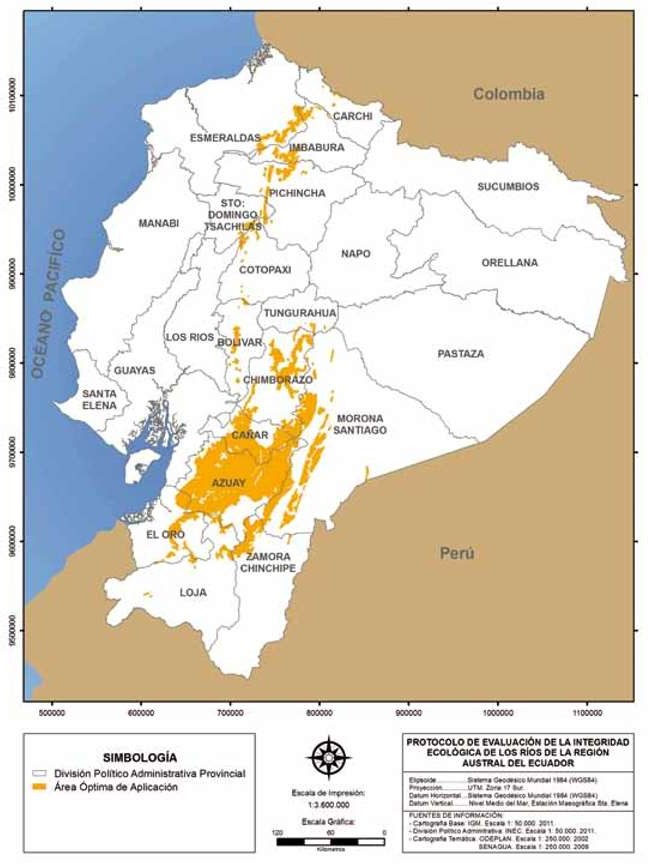 Colombia
CARCHI
ESMERALDAS
IMBABURA
SUCUMBIOS
PICHINCHA
STO:
DOMINGO
TSACHILAS
MANABI
NAPO
ORELLANA
COTOPAXI
OCÉANO PACIFÍCO
TUNGURAHUA
LOS RIOS
BOLIVAR
PASTAZA
GUAYAS
CHIMBORAZO
SANTA
ELENA
MORONA
SANTIAGO
CAÑAR
AZUAY
EL ORO
Perú
ZAMORA
CHINCHIPE
LOJA
10100000
10000000
9900000
9800000
9700000
9600000
9500000
500000 600000 700000 800000 900000 1000000 1100000
SIMBOLOGÍA
División Político Administrativa Provincial
Área Óptima de Aplicación
Escala de Impresión:
1:3.600.000
Escala Gráfica:
120 60 0
Kilómetros
PROTOCOLO DE EVALUACIÓN DE LA INTEGRIDAD
ECOLÓGICA DE LOS RÍOS DE LA REGIÓN
AUSTRAL DEL ECUADOR
Elipsoide..........Sistema Geodésico Mundial 1984 (WGS84)
Proyección.........UTM. Zona 17 Sur.
Datum Horizontal...Sistema Geodésico Mundial 1984 (WGS84)
Datum Vertical.......Nivel Medio del Mar, Estación Sta. Elena
FUENTES DE INFORMACIÓN:
- Cartografía Base: IGM. Escala 1: 50.000. 2011.
- División Político Adminitrativa: INEC. Escala 1: 50.000. 2011.
- Cartografía Temática: ODEPLAN. Escala 1: 250.000. 2002
SENAGUA. Escala 1: 250.000. 2009